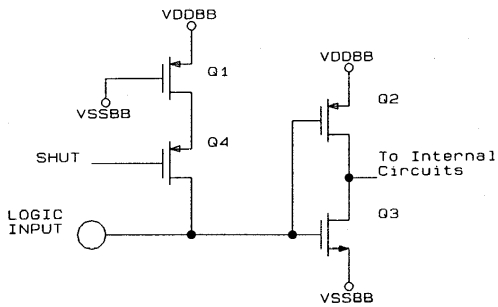 VDDBB
Q1
VSSBB
Q4
SHUT
LOGIC
INPUT
VDDBB
Q2
To Internal
Circuits
Q3
VSSBB